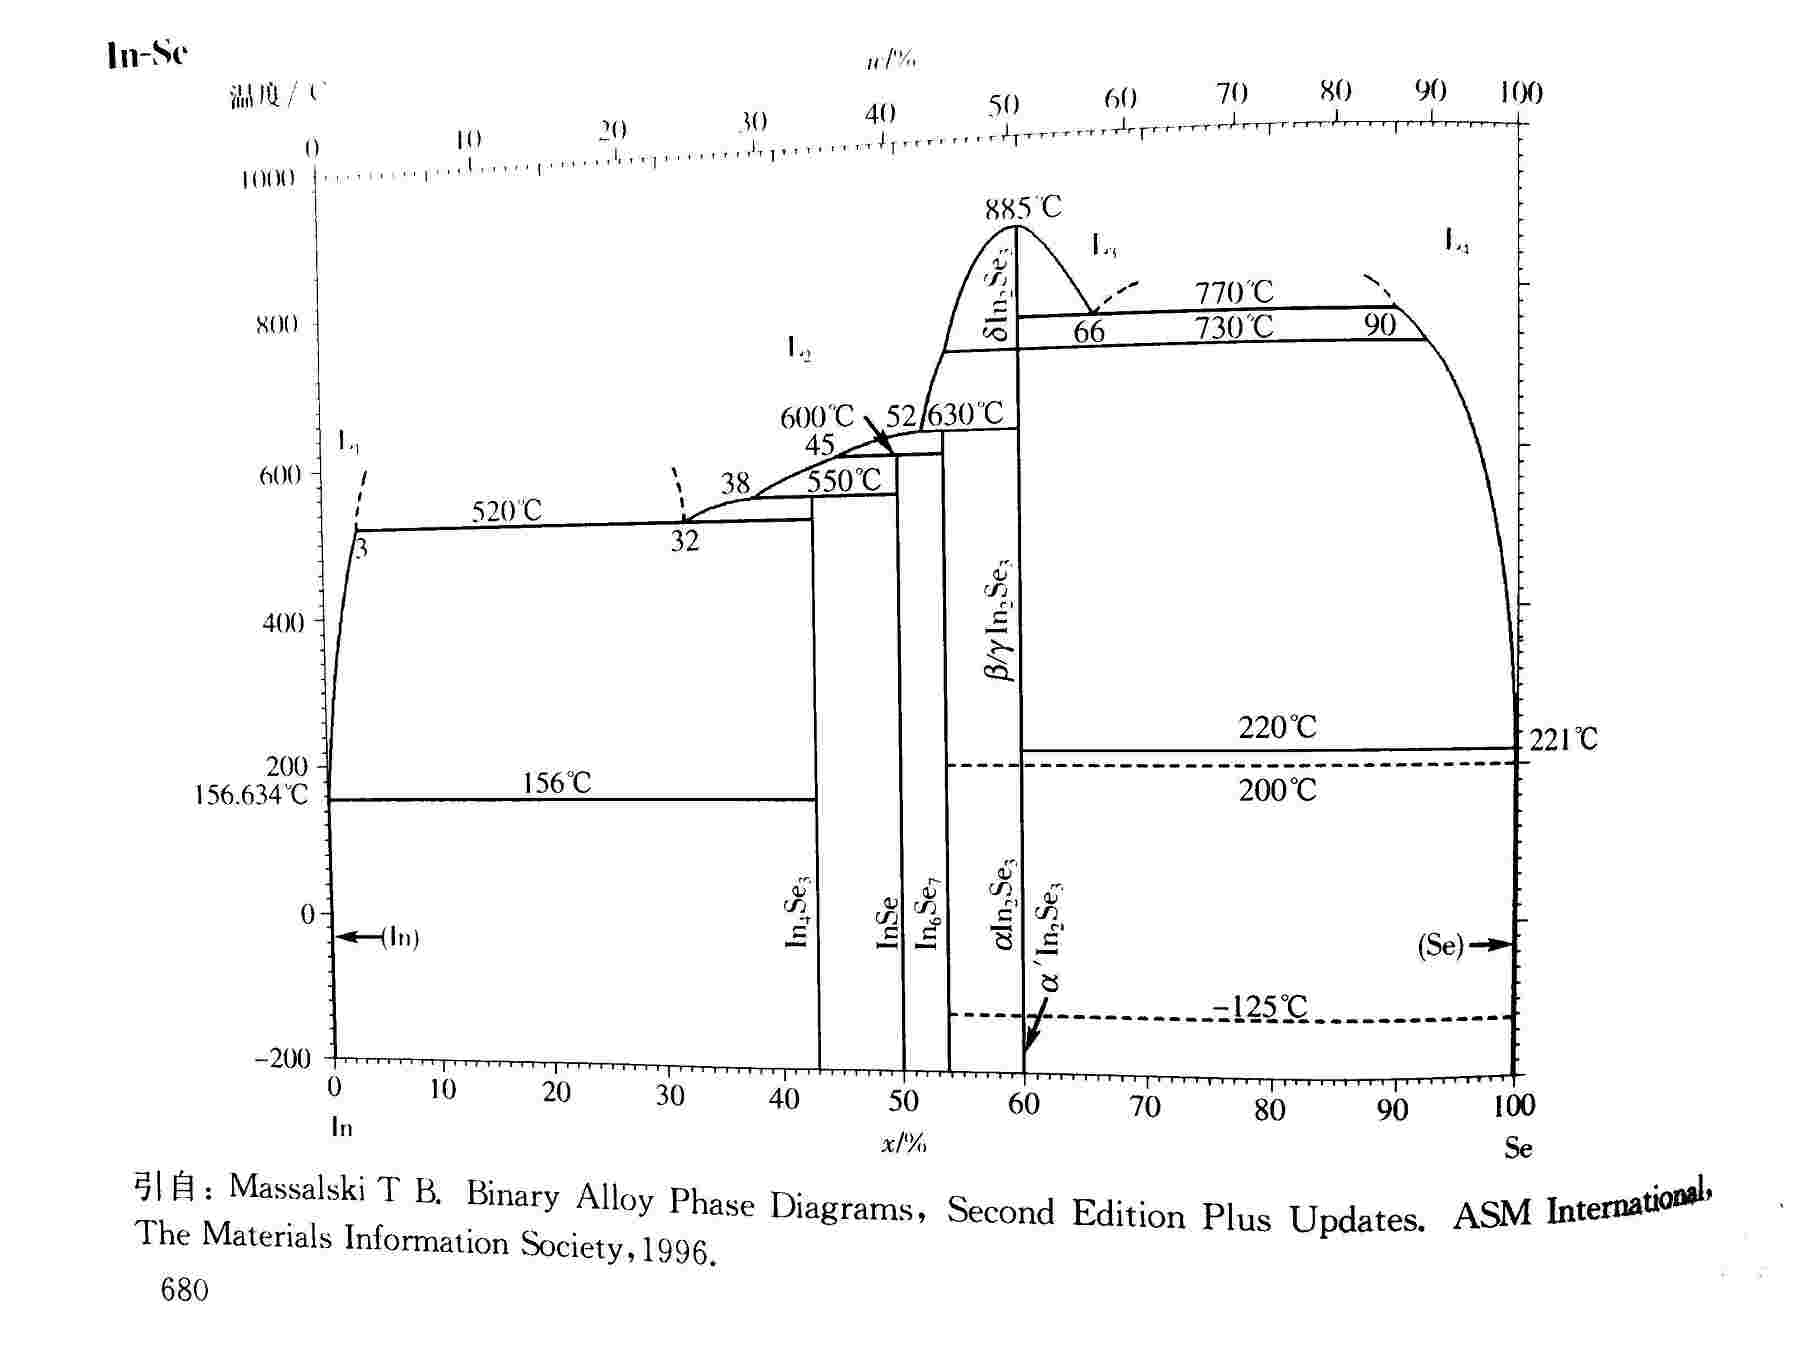 In-Se
w/%
温度/℃
0 10 20 30 40 50 60 70 80 90 100
1000
885℃
L₃
L₄
δIn₂Se₃
770℃
800
66 730℃ 90
L₂
600℃ 52 630℃
L₁
45
600
38 550℃
520℃
3 32
β/γIn₂Se₃
400
220℃
221℃
200
156.634℃ 156℃
200℃
In₄Se₃
InSe
In₆Se₇
αIn₂Se₃
α′In₂Se₃
0
(In)
(Se)
-125℃
-200
0 10 20 30 40 50 60 70 80 90 100
In
x/%
Se
引自: Massalski T B. Binary Alloy Phase Diagrams, Second Edition Plus Updates. ASM International,
The Materials Information Society,1996.
680